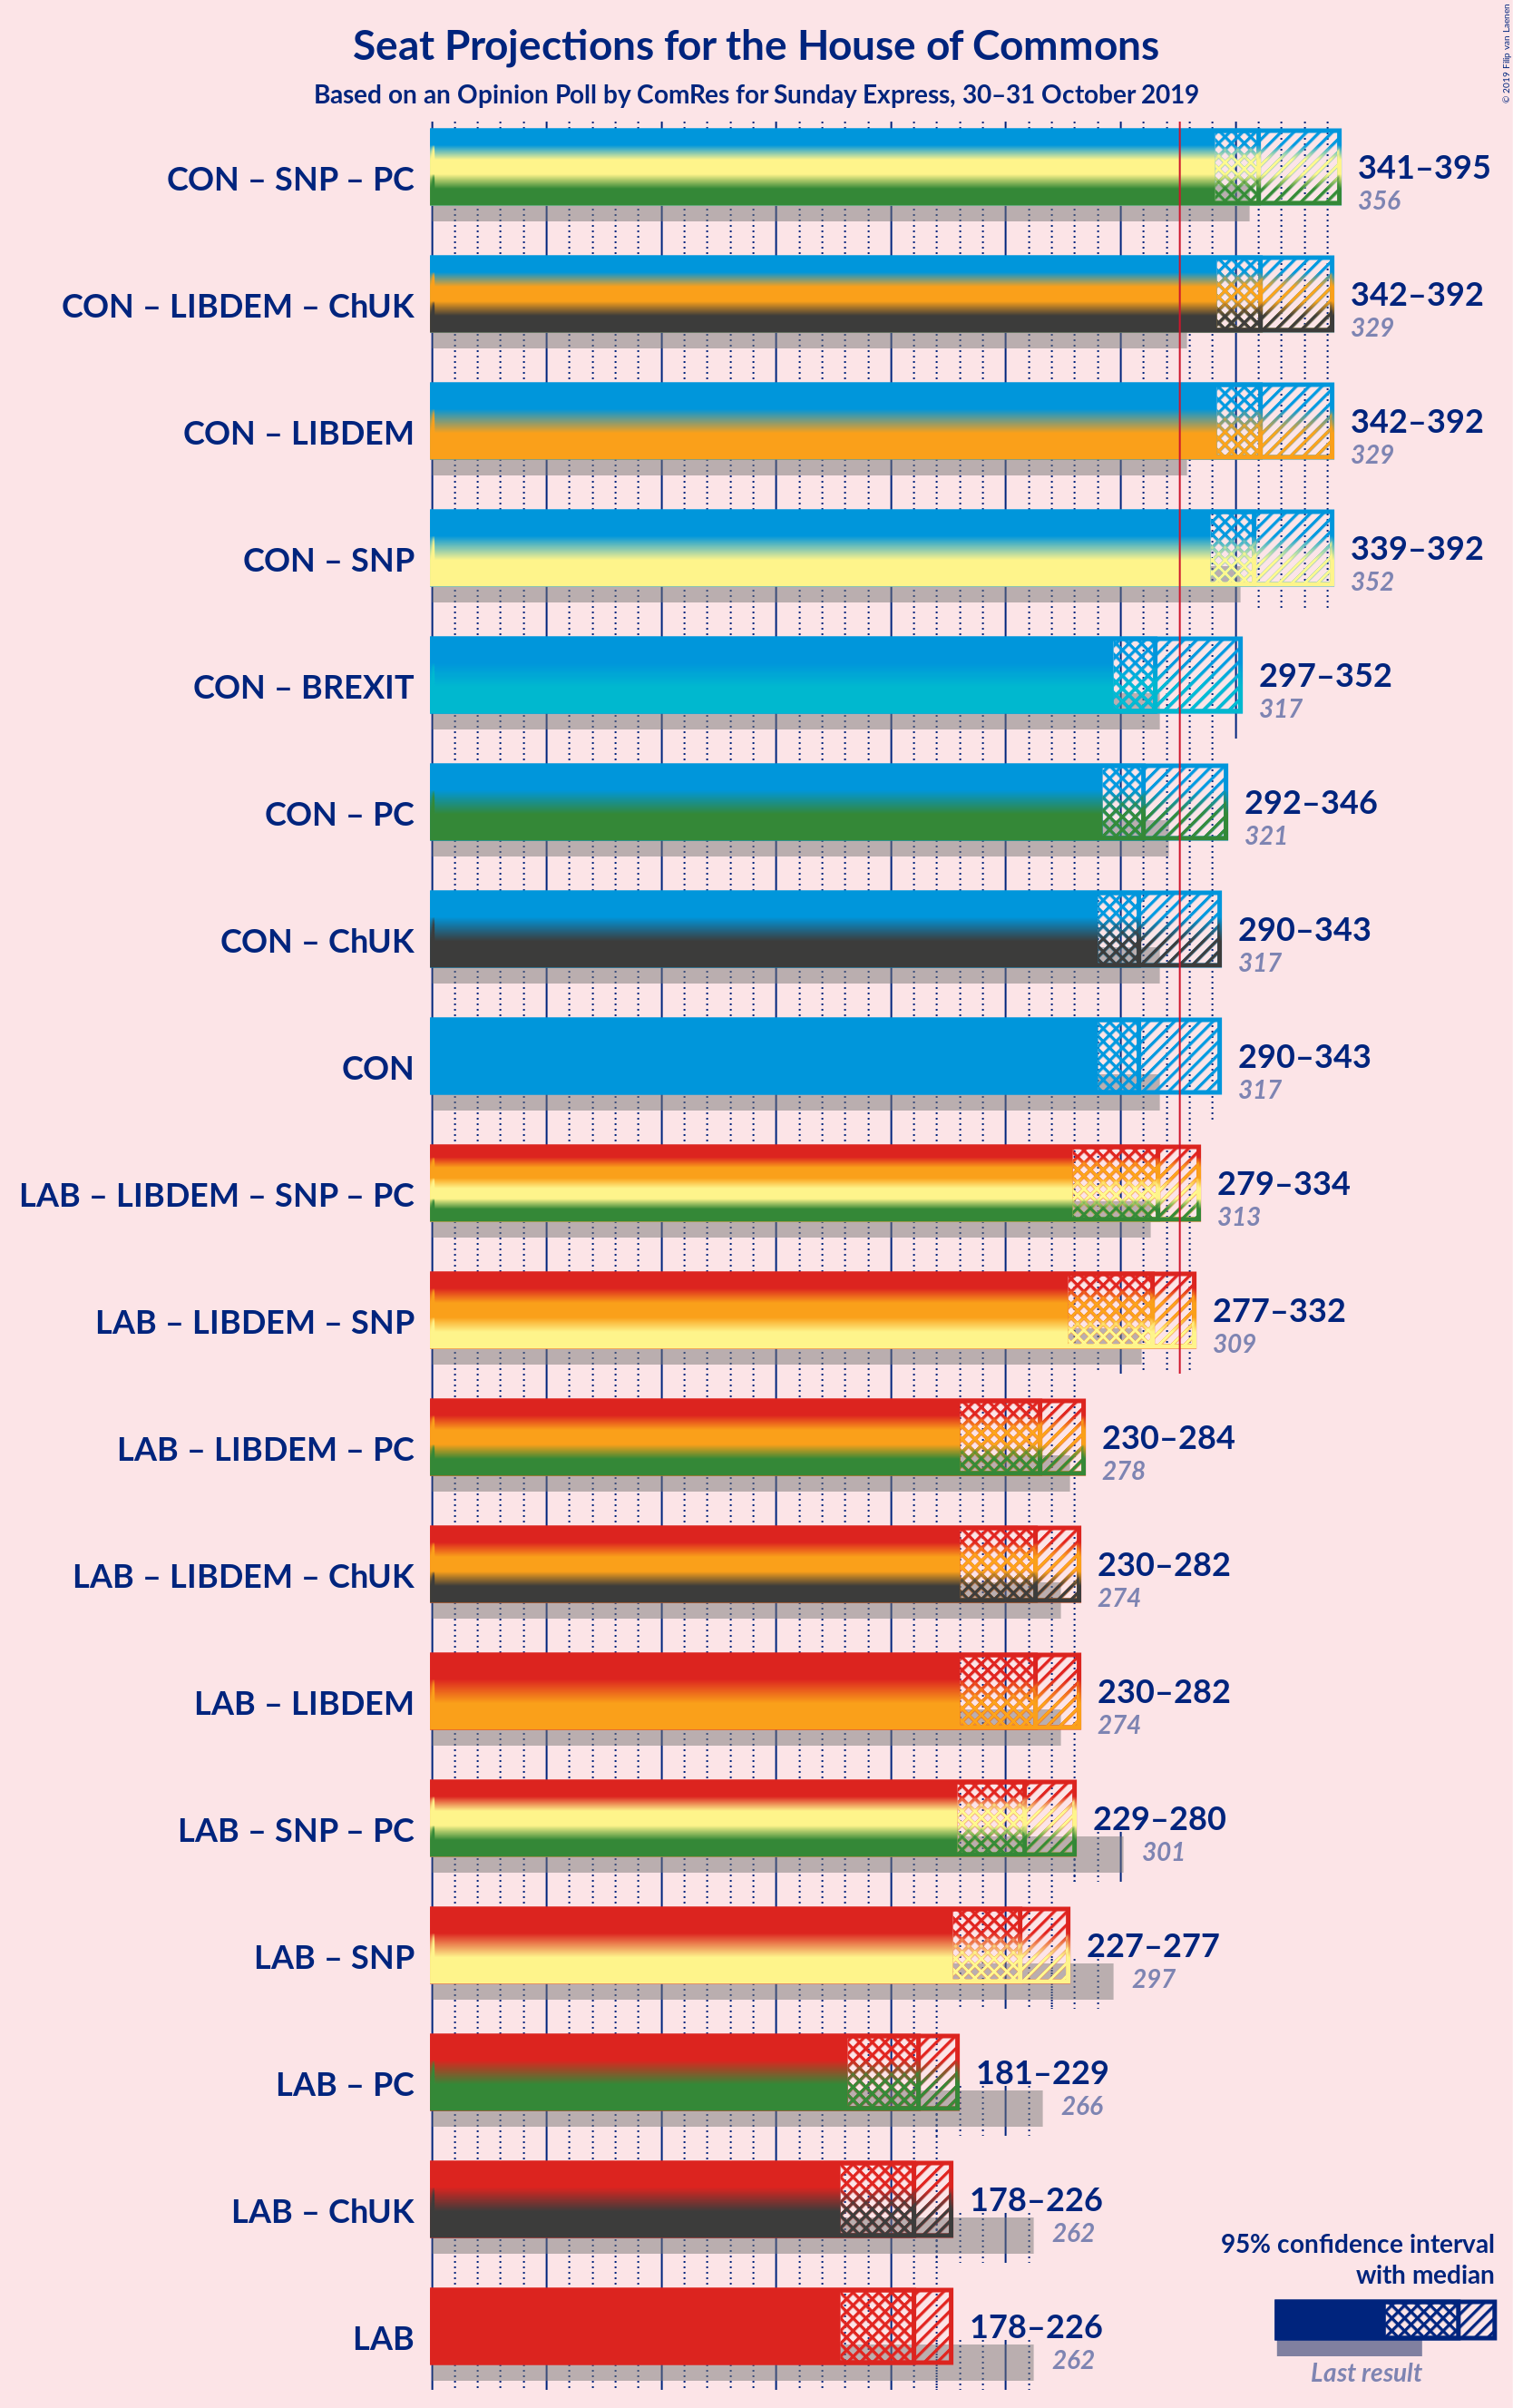 Seat Projections for the House of Commons
Based on an Opinion Poll by ComRes for Sunday Express, 30–31 October 2019
© 2019 Filip van Laenen
CON – SNP – PC
341–395
356
CON – LIBDEM – ChUK
342–392
329
CON – LIBDEM
342–392
329
CON – SNP
339–392
352
CON – BREXIT
297–352
317
CON – PC
292–346
321
CON – ChUK
290–343
317
CON
290–343
317
LAB – LIBDEM – SNP – PC
279–334
313
LAB – LIBDEM – SNP
277–332
309
LAB – LIBDEM – PC
230–284
278
LAB – LIBDEM – ChUK
230–282
274
LAB – LIBDEM
230–282
274
LAB – SNP – PC
229–280
301
LAB – SNP
227–277
297
LAB – PC
181–229
266
LAB – ChUK
178–226
262
LAB
178–226
262
95% confidence interval
with median
Last result